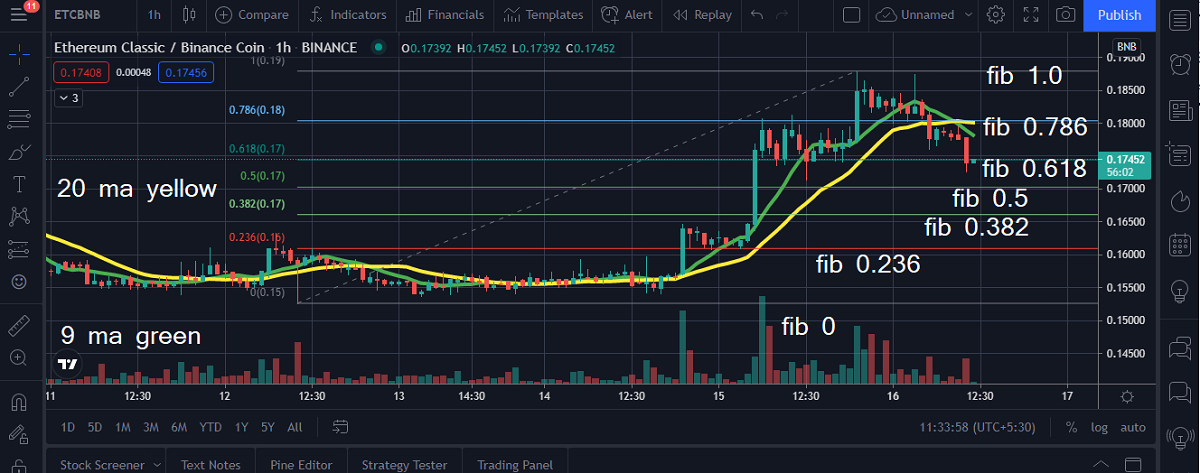 11
ETCBNB
1h
Compare
Indicators
Financials
Templates
Alert
Replay
Unnamed
Publish
Ethereum Classic / Binance Coin · 1h · BINANCE
O0.17392 H0.17452 L0.17392 C0.17452
BNB
0.17408
0.00048
0.17456
3
1(0.19)
0.19000
fib 1.0
0.18500
0.786(0.18)
0.18000
fib 0.786
0.618(0.17)
0.17452
56:02
fib 0.618
0.5(0.17)
20 ma yellow
0.17000
fib 0.5
0.382(0.17)
0.16500
fib 0.382
0.236(0.16)
0.16000
fib 0.236
0(0.15)
0.15500
0.15000
fib 0
9 ma green
0.14500
11
12:30
12
12:30
13
14:30
14
12:30
15
12:30
16
12:30
17
1D 5D 1M 3M 6M YTD 1Y 5Y All
11:33:58 (UTC+5:30)
% log auto
Stock Screener
Text Notes
Pine Editor
Strategy Tester
Trading Panel